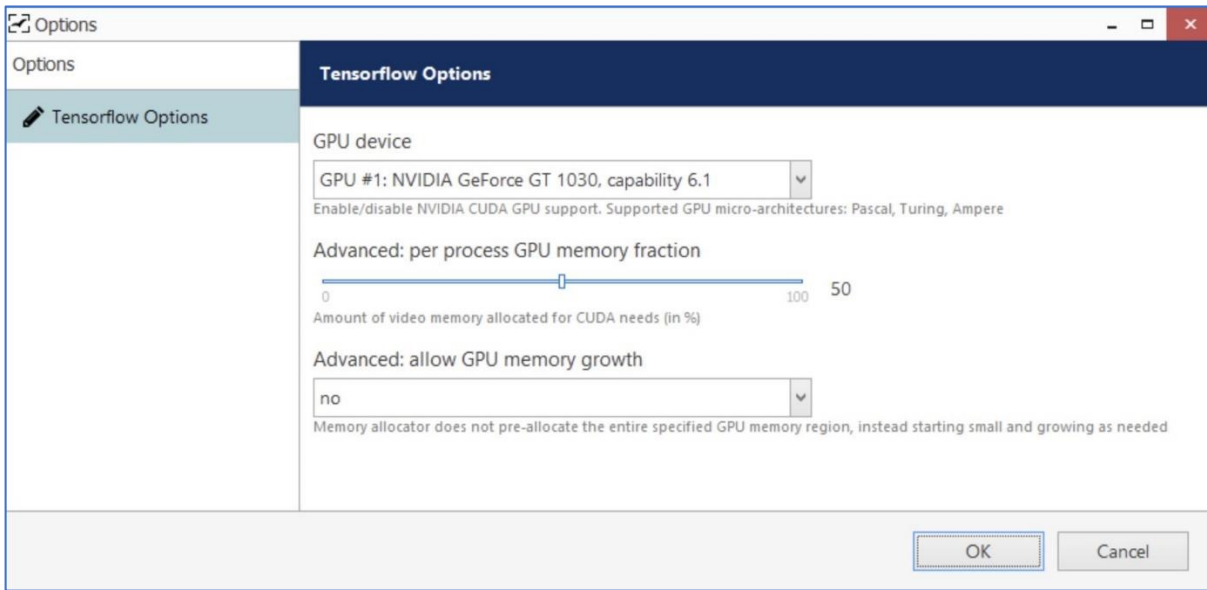 Options
Options
Tensorflow Options
Tensorflow Options
GPU device
GPU #1: NVIDIA GeForce GT 1030, capability 6.1
Enable/disable NVIDIA CUDA GPU support. Supported GPU micro-architectures: Pascal, Turing, Ampere
Advanced: per process GPU memory fraction
0 100 50
Amount of video memory allocated for CUDA needs (in %)
Advanced: allow GPU memory growth
no
Memory allocator does not pre-allocate the entire specified GPU memory region, instead starting small and growing as needed
OK Cancel